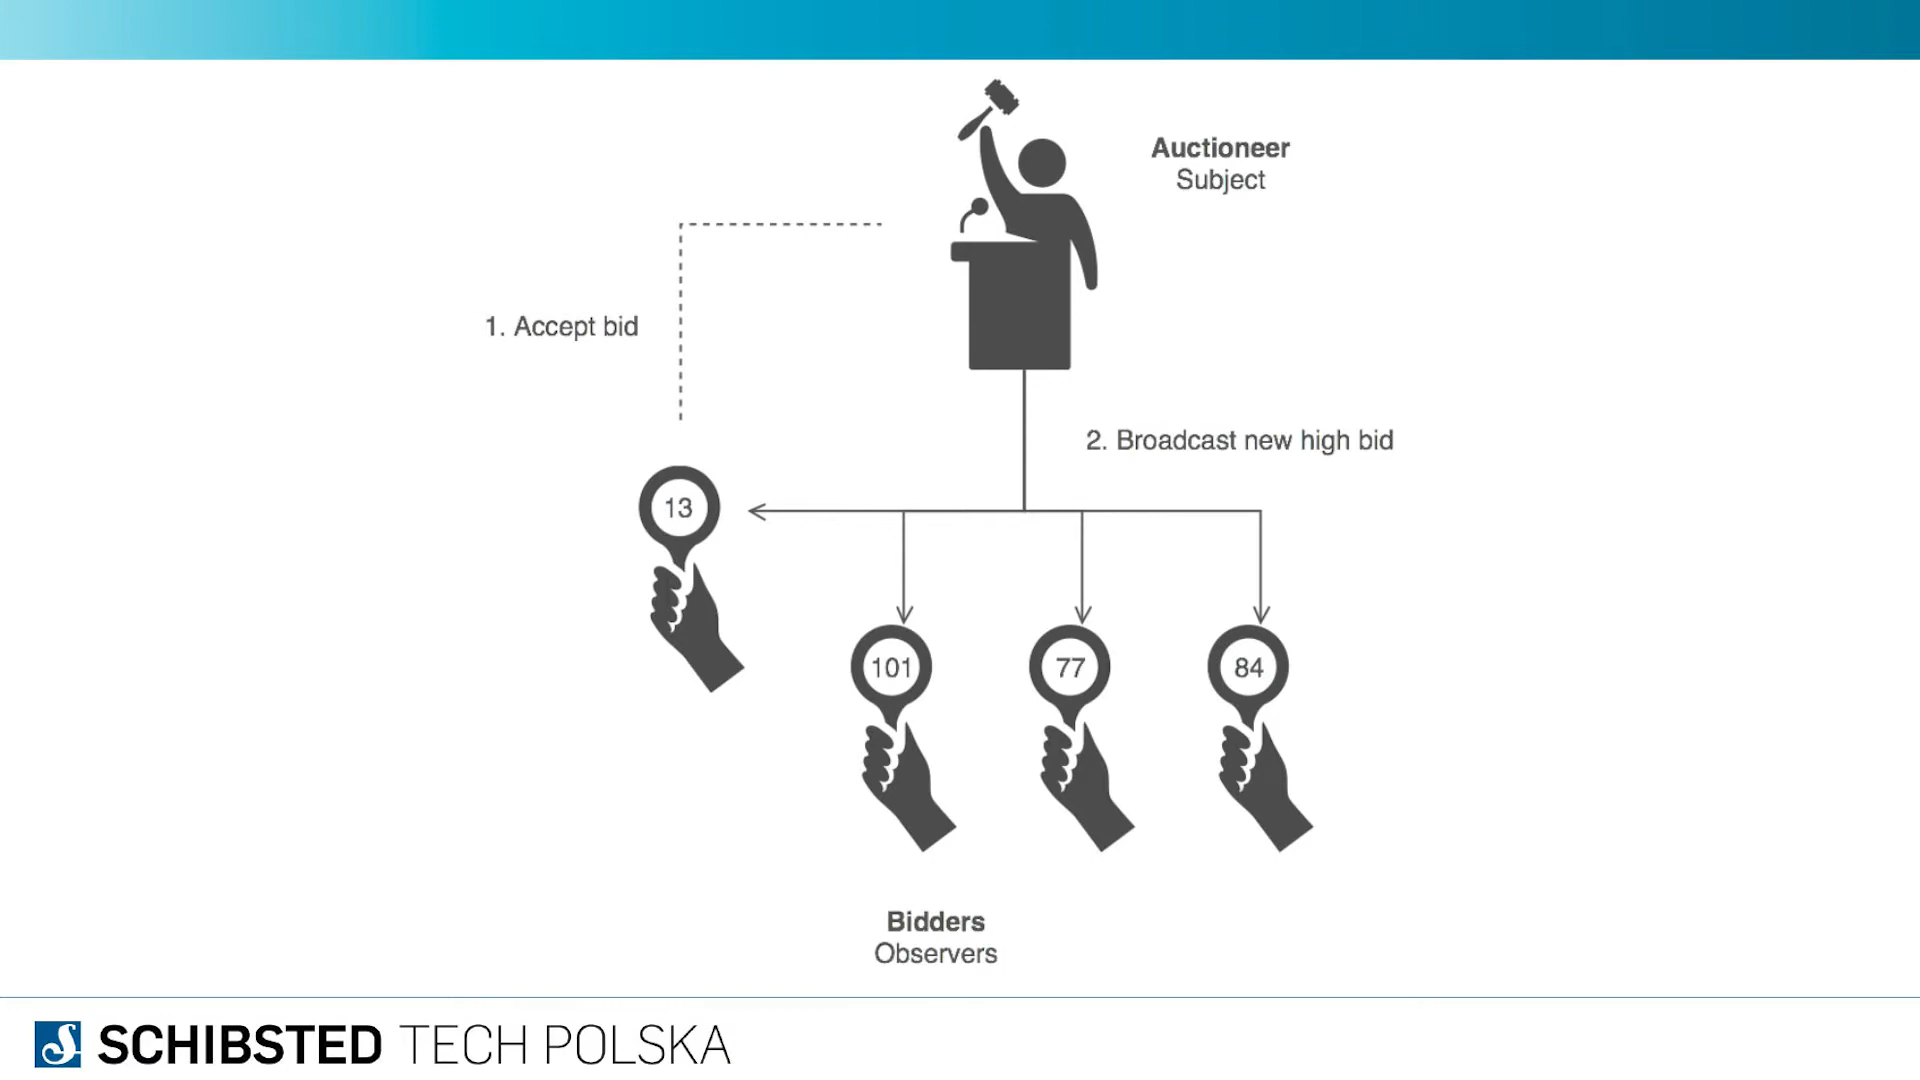 Auctioneer
Subject
1. Accept bid
2. Broadcast new high bid
13
101
77
84
Bidders
Observers
SCHIBSTED TECH POLSKA